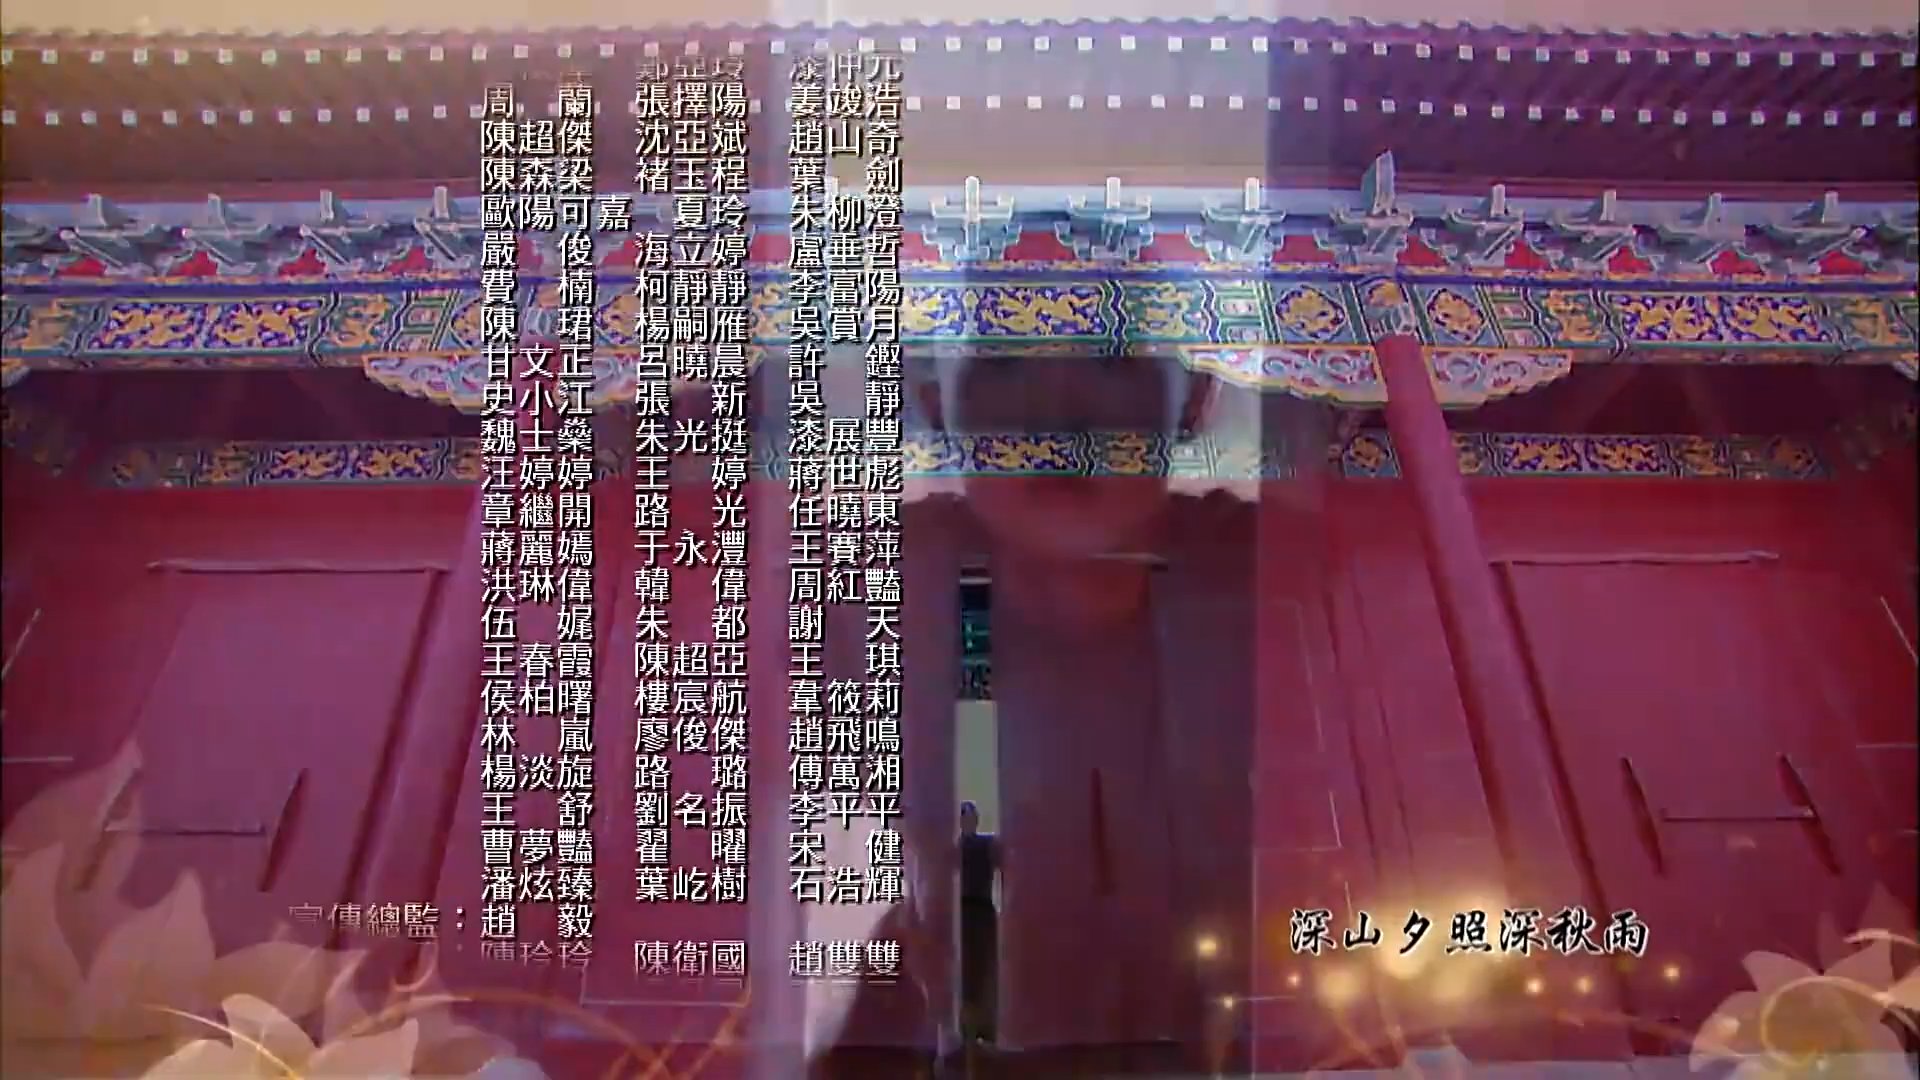 鄭亞玲 漆仲元
周 蘭 張擇陽 姜竣浩
陳超傑 沈亞斌 趙山奇
陳森梁 褚玉程 葉 劍
歐陽可嘉 夏玲 朱柳澄
嚴 俊 海立婷 盧垂哲
費 楠 柯靜靜 李富陽
陳 珺 楊嗣雁 吳賞月
甘文正 呂曉晨 許 鏗
史小江 張 新 吳 靜
魏士燊 朱光挺 漆展豐
汪婷婷 王 婷 蔣世彪
章繼開 路 光 任曉東
蔣麗嫣 于永灃 王賽萍
洪琳偉 韓 偉 周紅豔
伍 娓 朱 都 謝 天
王春霞 陳超亞 王 琪
侯柏曙 樓宸航 韋筱莉
林 嵐 廖俊傑 趙飛鳴
楊淡旋 路 璐 傅萬湘
王 舒 劉名振 李平平
曹夢豔 翟 曜 宋 健
潘炫臻 葉屹樹 石浩輝
宣傳總監：趙 毅
陳玲玲 陳衛國 趙雙雙
深山夕照深秋雨